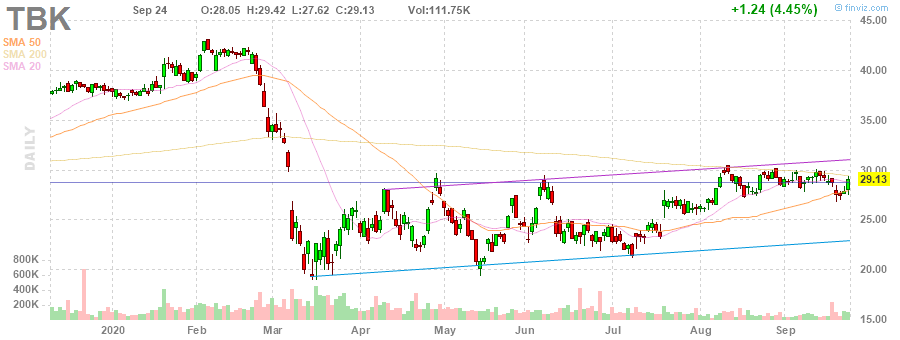 TBK
Sep 24 O:28.05 H:29.42 L:27.62 C:29.13 Vol:111.75K +1.24 (4.45%) © finviz.com
SMA 50
SMA 200
SMA 20
DAILY
45.00
40.00
35.00
30.00
29.13
25.00
20.00
15.00
800K
600K
400K
200K
2020 Feb Mar Apr May Jun Jul Aug Sep